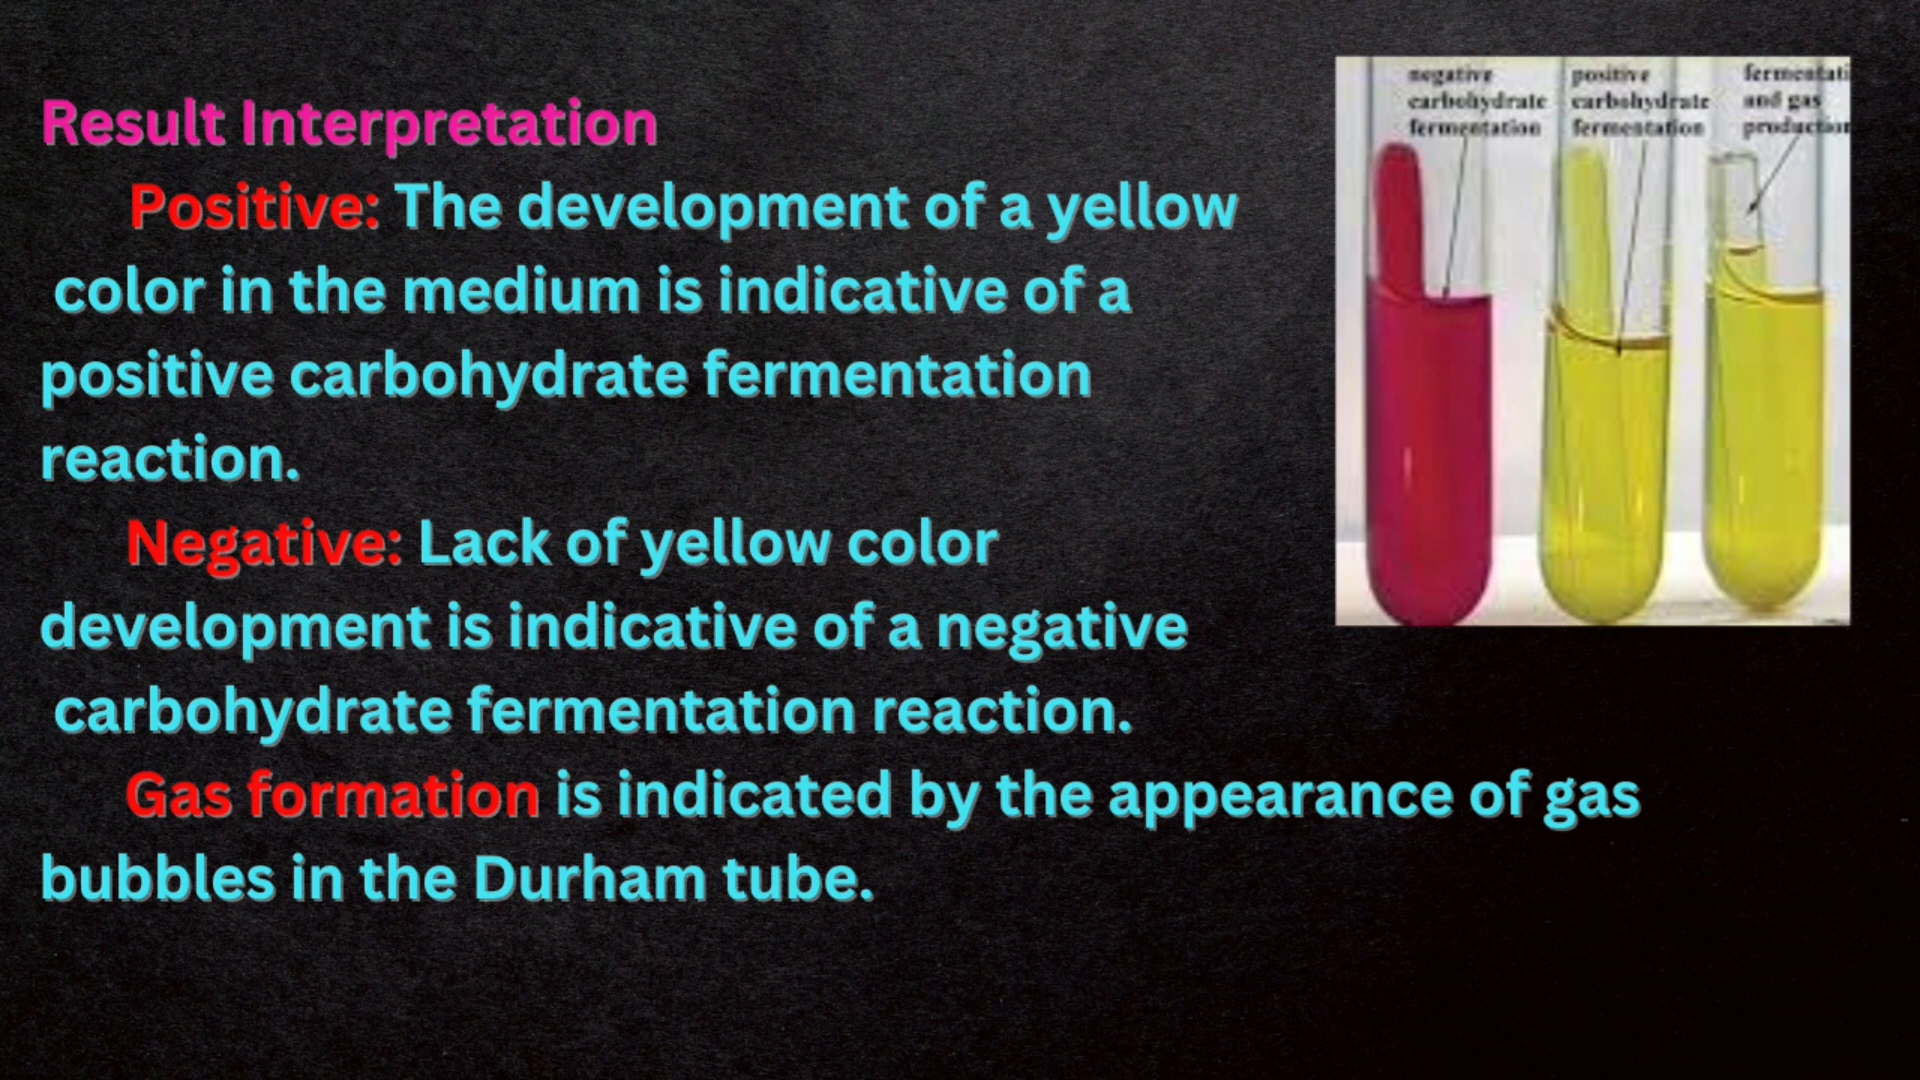 Result Interpretation
Positive: The development of a yellow
color in the medium is indicative of a
positive carbohydrate fermentation
reaction.
Negative: Lack of yellow color
development is indicative of a negative
carbohydrate fermentation reaction.
Gas formation is indicated by the appearance of gas
bubbles in the Durham tube.
negative
carbohydrate
fermentation
positive
carbohydrate
fermentation
fermentati
and gas
production